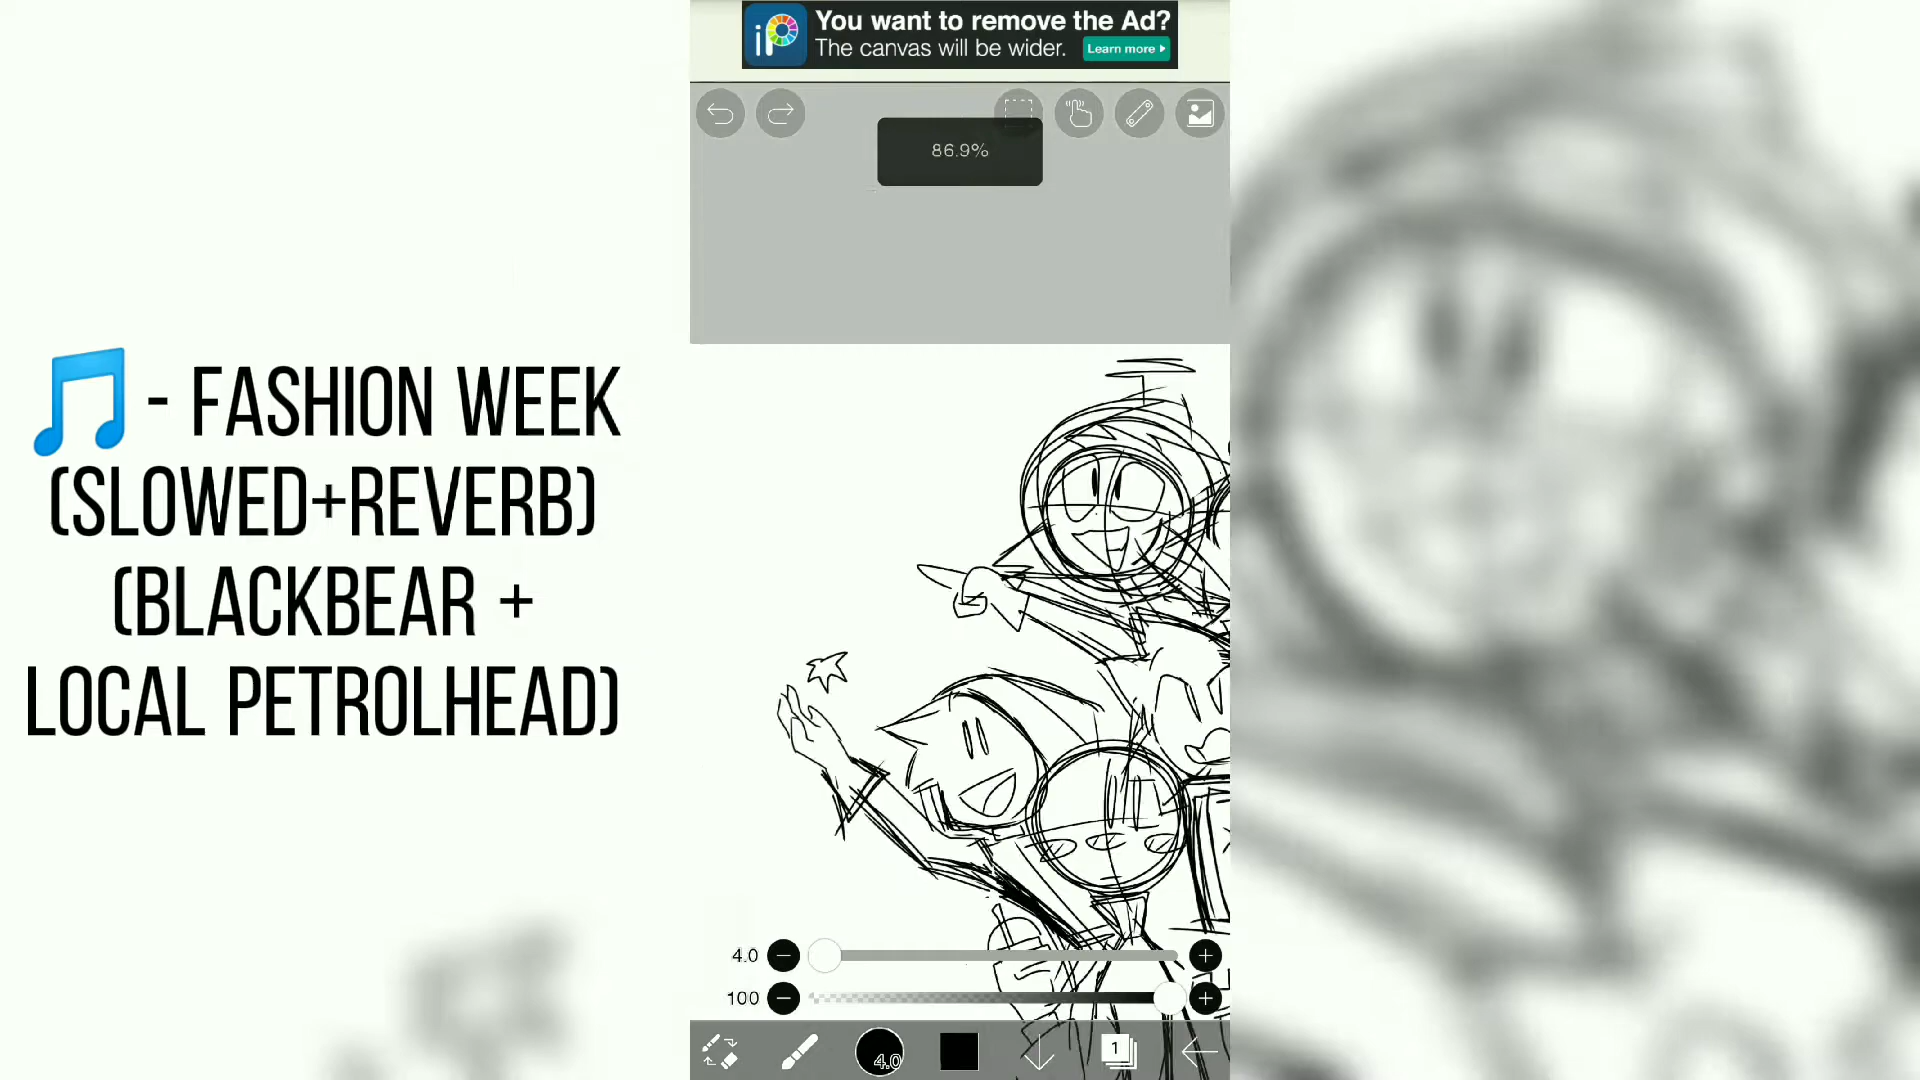 You want to remove the Ad?
The canvas will be wider. Learn more
iP
86.9%
🎵 - FASHION WEEK
(SLOWED+REVERB)
(BLACKBEAR +
LOCAL PETROLHEAD)
4.0
100
4.0
1